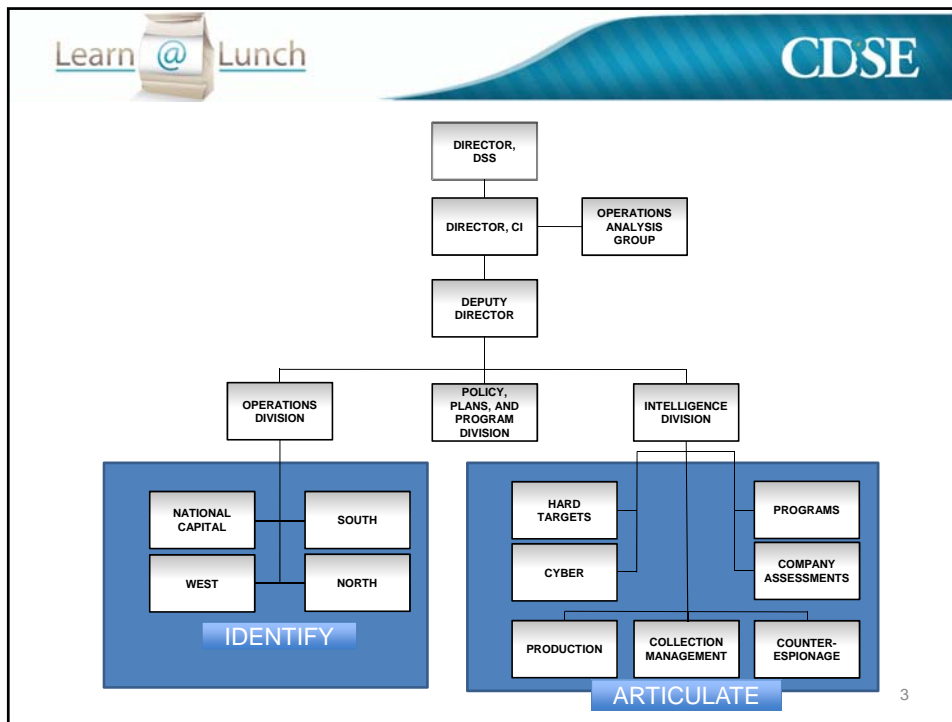 Learn @ Lunch
CDSE
DIRECTOR,
DSS
DIRECTOR, CI
OPERATIONS
ANALYSIS
GROUP
DEPUTY
DIRECTOR
OPERATIONS
DIVISION
POLICY,
PLANS, AND
PROGRAM
DIVISION
INTELLIGENCE
DIVISION
NATIONAL
CAPITAL
SOUTH
WEST
NORTH
IDENTIFY
HARD
TARGETS
PROGRAMS
CYBER
COMPANY
ASSESSMENTS
PRODUCTION
COLLECTION
MANAGEMENT
COUNTER-
ESPIONAGE
ARTICULATE
3